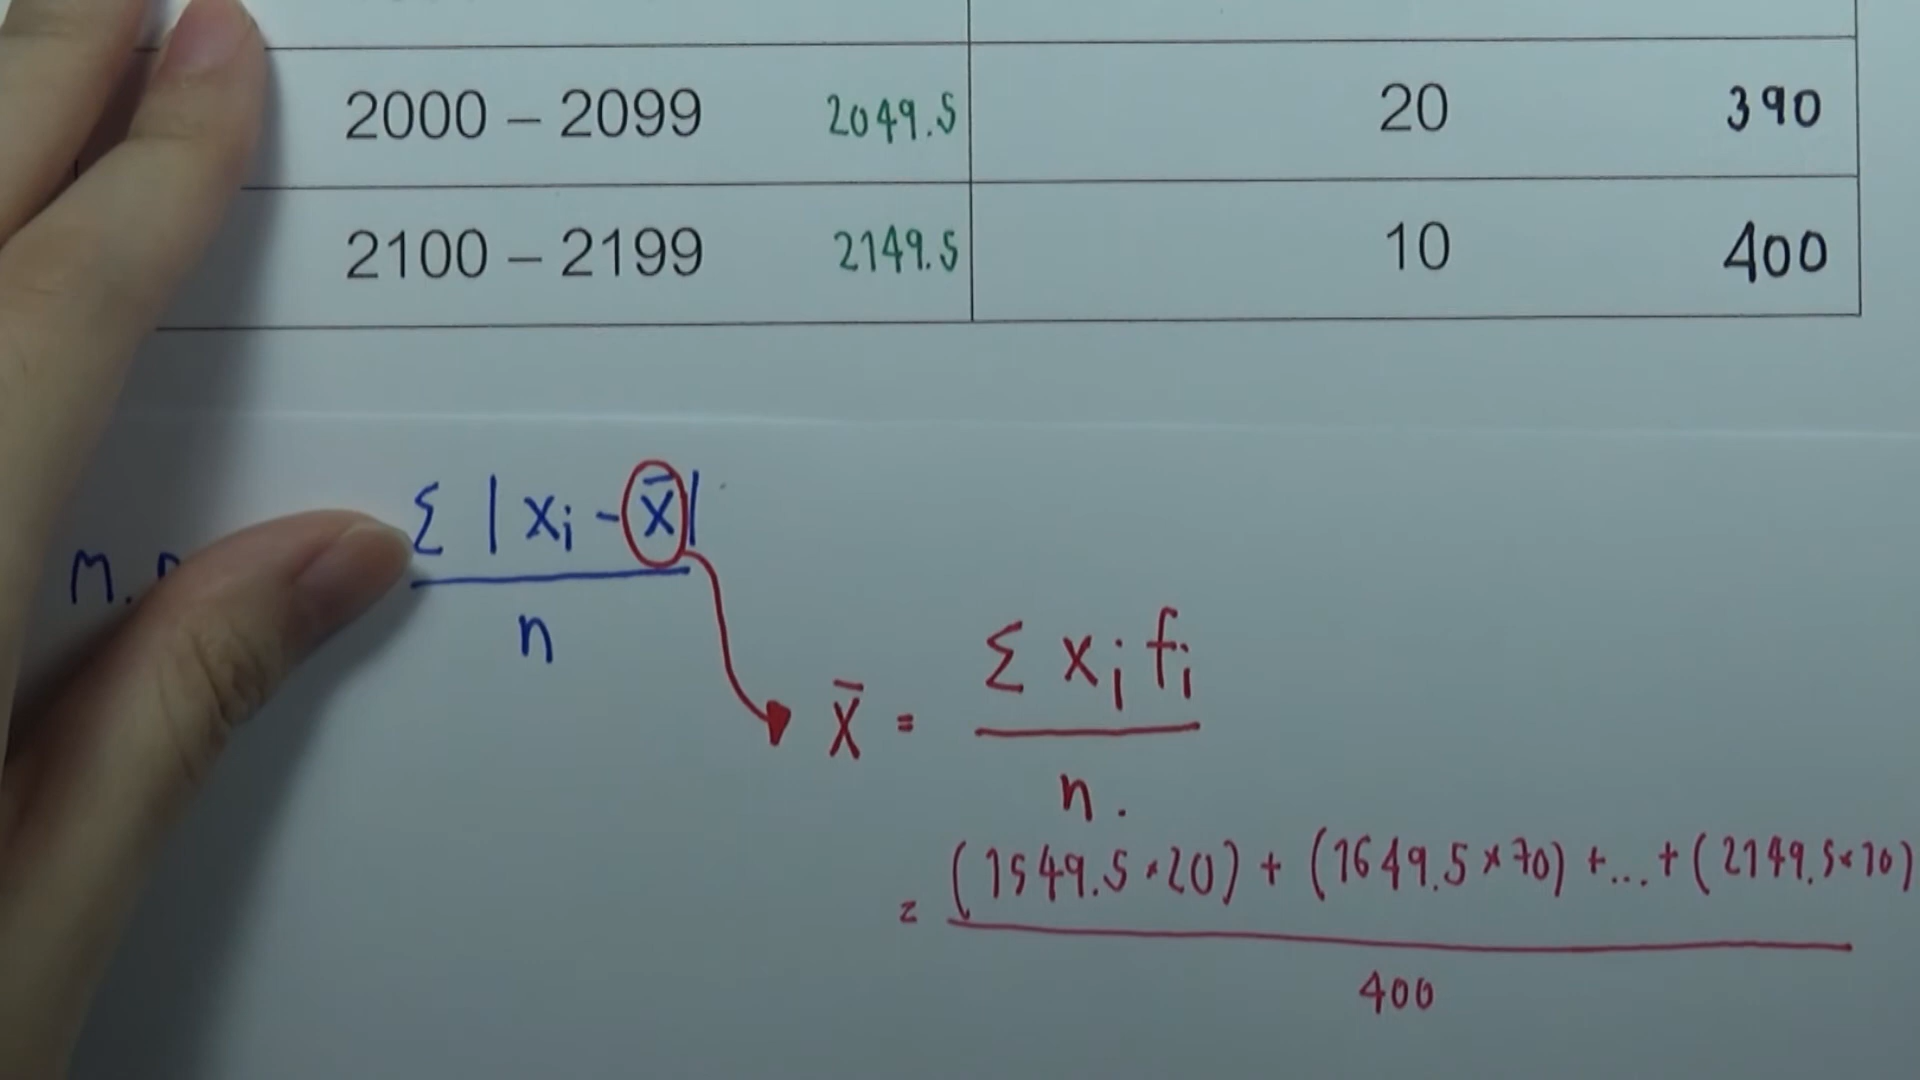 2000 – 2099 2049.5 20 390
2100 – 2199 2149.5 10 400
Σ | xi - x̄ |
M.
n
Σ xi fi
x̄ =
n.
= (1549.5 × 20) + (1649.5 × 70) + ... + (2149.5 × 10)
400